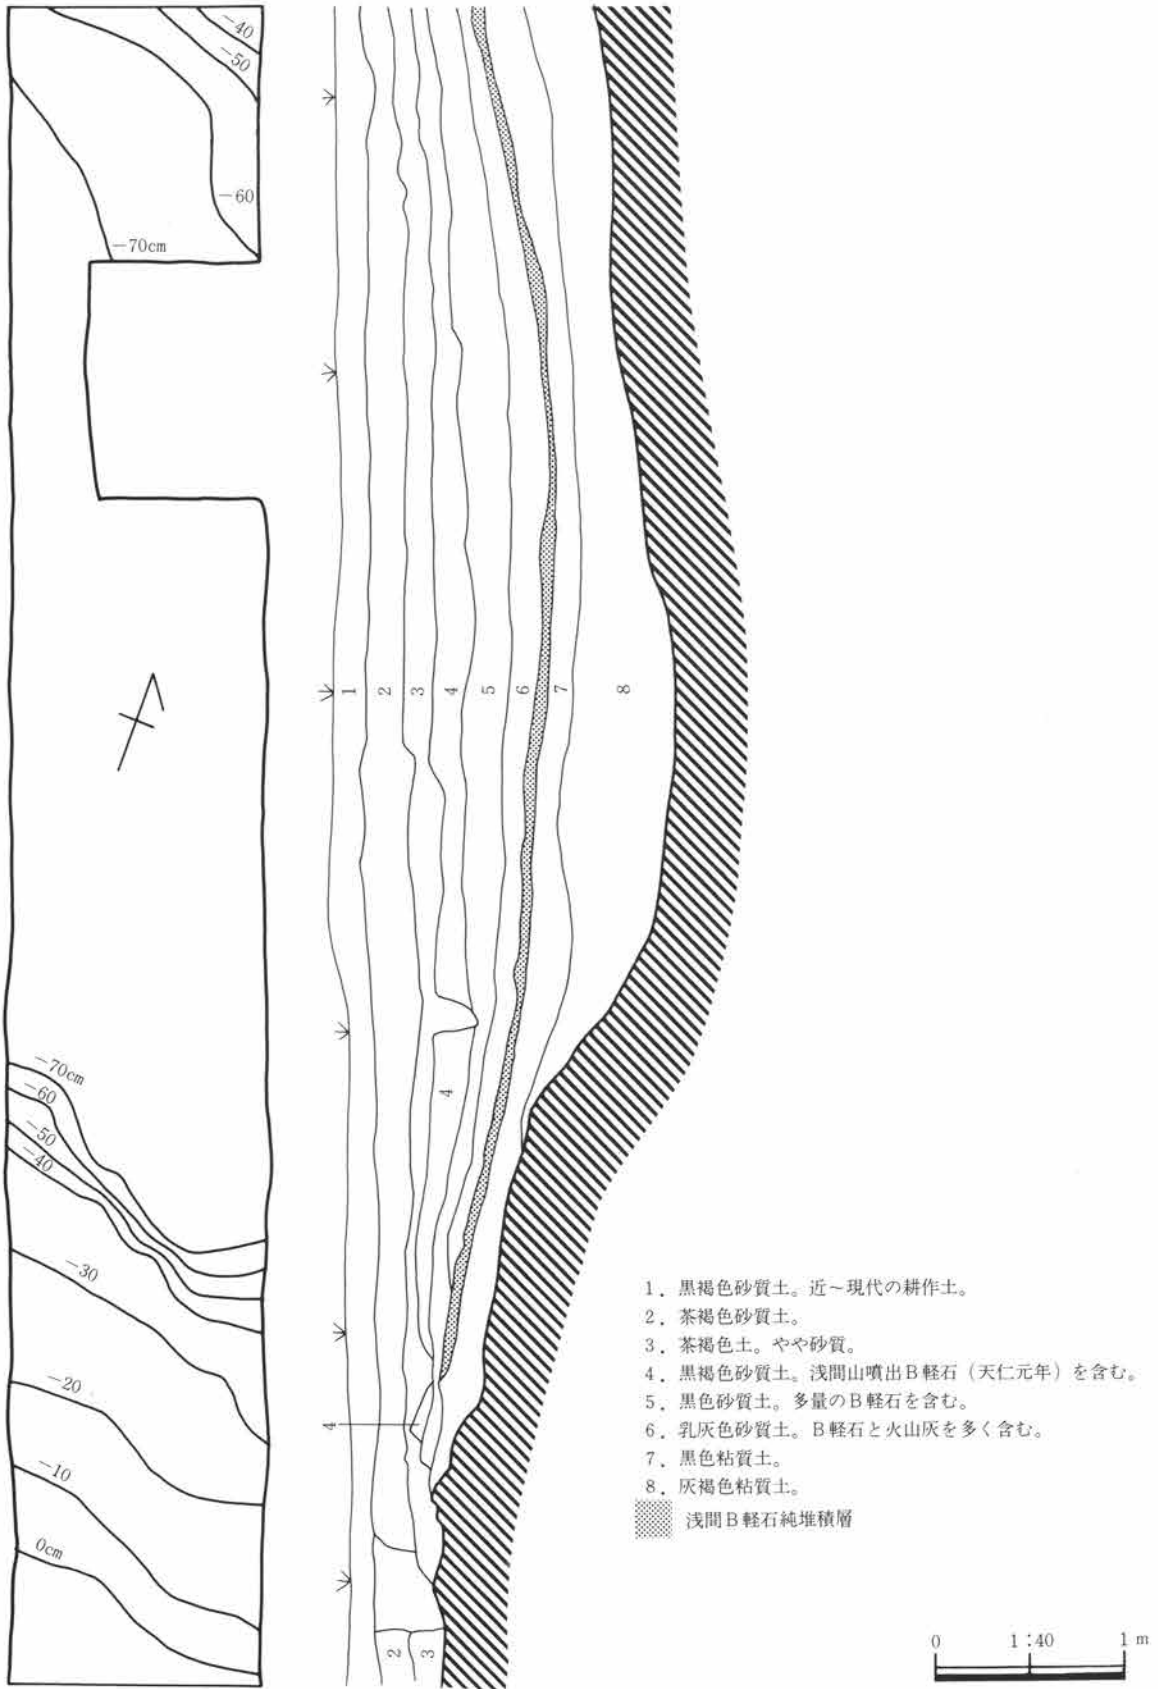 -40
-50
-60
-70cm
1 2 3 4 5 6 7 8
-70cm
-60
-50
-40
4
-30
-20
4
-10
0cm
2 3
1．黒褐色砂質土。近～現代の耕作土。
2．茶褐色砂質土。
3．茶褐色土。やや砂質。
4．黒褐色砂質土。浅間山噴出B軽石（天仁元年）を含む。
5．黒色砂質土。多量のB軽石を含む。
6．乳灰色砂質土。B軽石と火山灰を多く含む。
7．黒色粘質土。
8．灰褐色粘質土。
浅間B軽石純堆積層
0 1：40 1 m